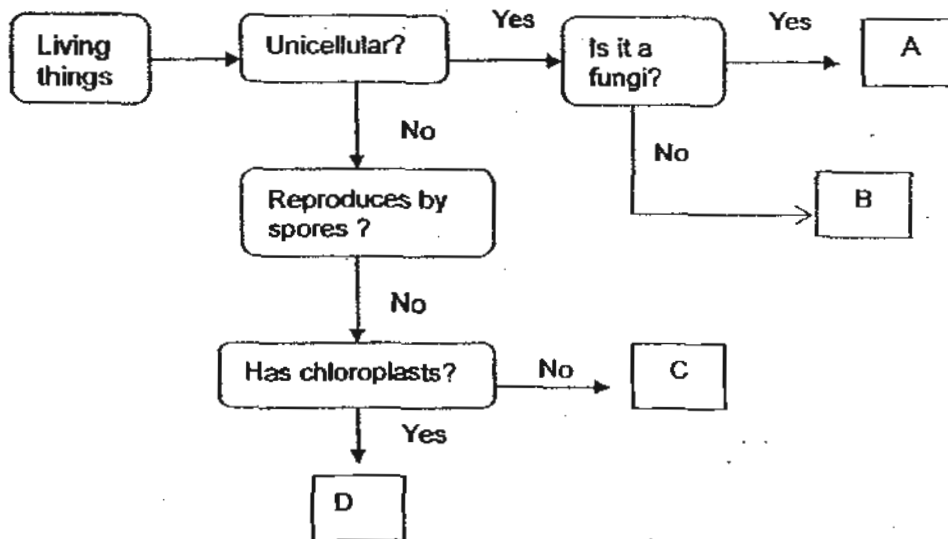 Living
things
Unicellular?
Yes
Is it a
fungi?
Yes
A
No
No
B
Reproduces by
spores ?
No
Has chloroplasts?
No
C
Yes
D